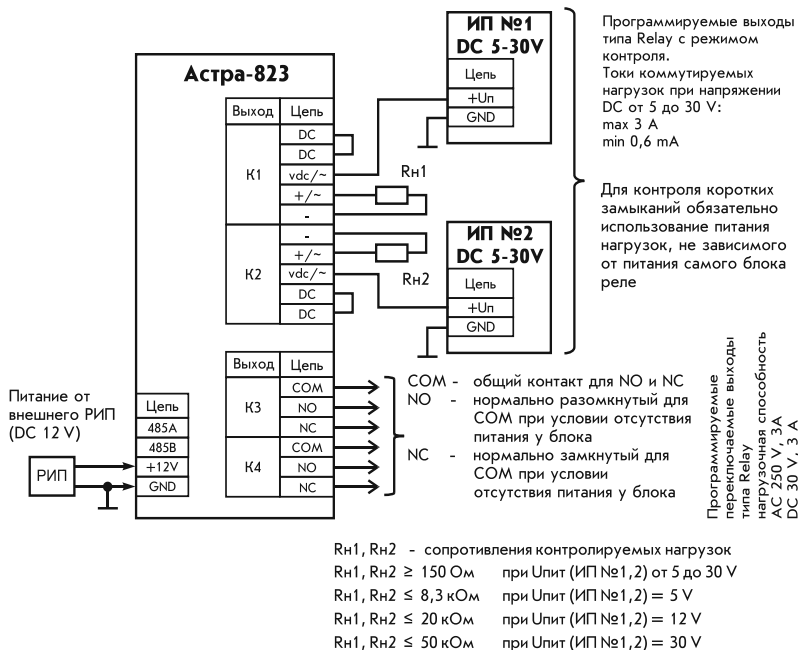 Астра-823
Выход Цепь
К1
DC
DC
vdc/~
+/~
-
К2
-
+/~
vdc/~
DC
DC
Rн1
Rн2
ИП №1
DC 5-30V
Цепь
+Uп
GND
ИП №2
DC 5-30V
Цепь
+Uп
GND
Программируемые выходы
типа Relay с режимом
контроля.
Токи коммутируемых
нагрузок при напряжении
DC от 5 до 30 V:
max 3 A
min 0,6 mA
Для контроля коротких
замыканий обязательно
использование питания
нагрузок, не зависимого
от питания самого блока
реле
Выход Цепь
К3
COM
NO
NC
К4
COM
NO
NC
COM - общий контакт для NO и NC
NO - нормально разомкнутый для
COM при условии отсутствия
питания у блока
NC - нормально замкнутый для
COM при условии
отсутствия питания у блока
Программируемые
переключаемые выходы
типа Relay
нагрузочная способность
AC 250 V, 3A
DC 30 V, 3 A
Питание от
внешнего РИП
(DC 12 V)
РИП
Цепь
485A
485B
+12V
GND
Rн1, Rн2 - сопротивления контролируемых нагрузок
Rн1, Rн2 ≥ 150 Ом при Uпит (ИП №1,2) от 5 до 30 V
Rн1, Rн2 ≤ 8,3 кОм при Uпит (ИП №1,2) = 5 V
Rн1, Rн2 ≤ 20 кОм при Uпит (ИП №1,2) = 12 V
Rн1, Rн2 ≤ 50 кОм при Uпит (ИП №1,2) = 30 V